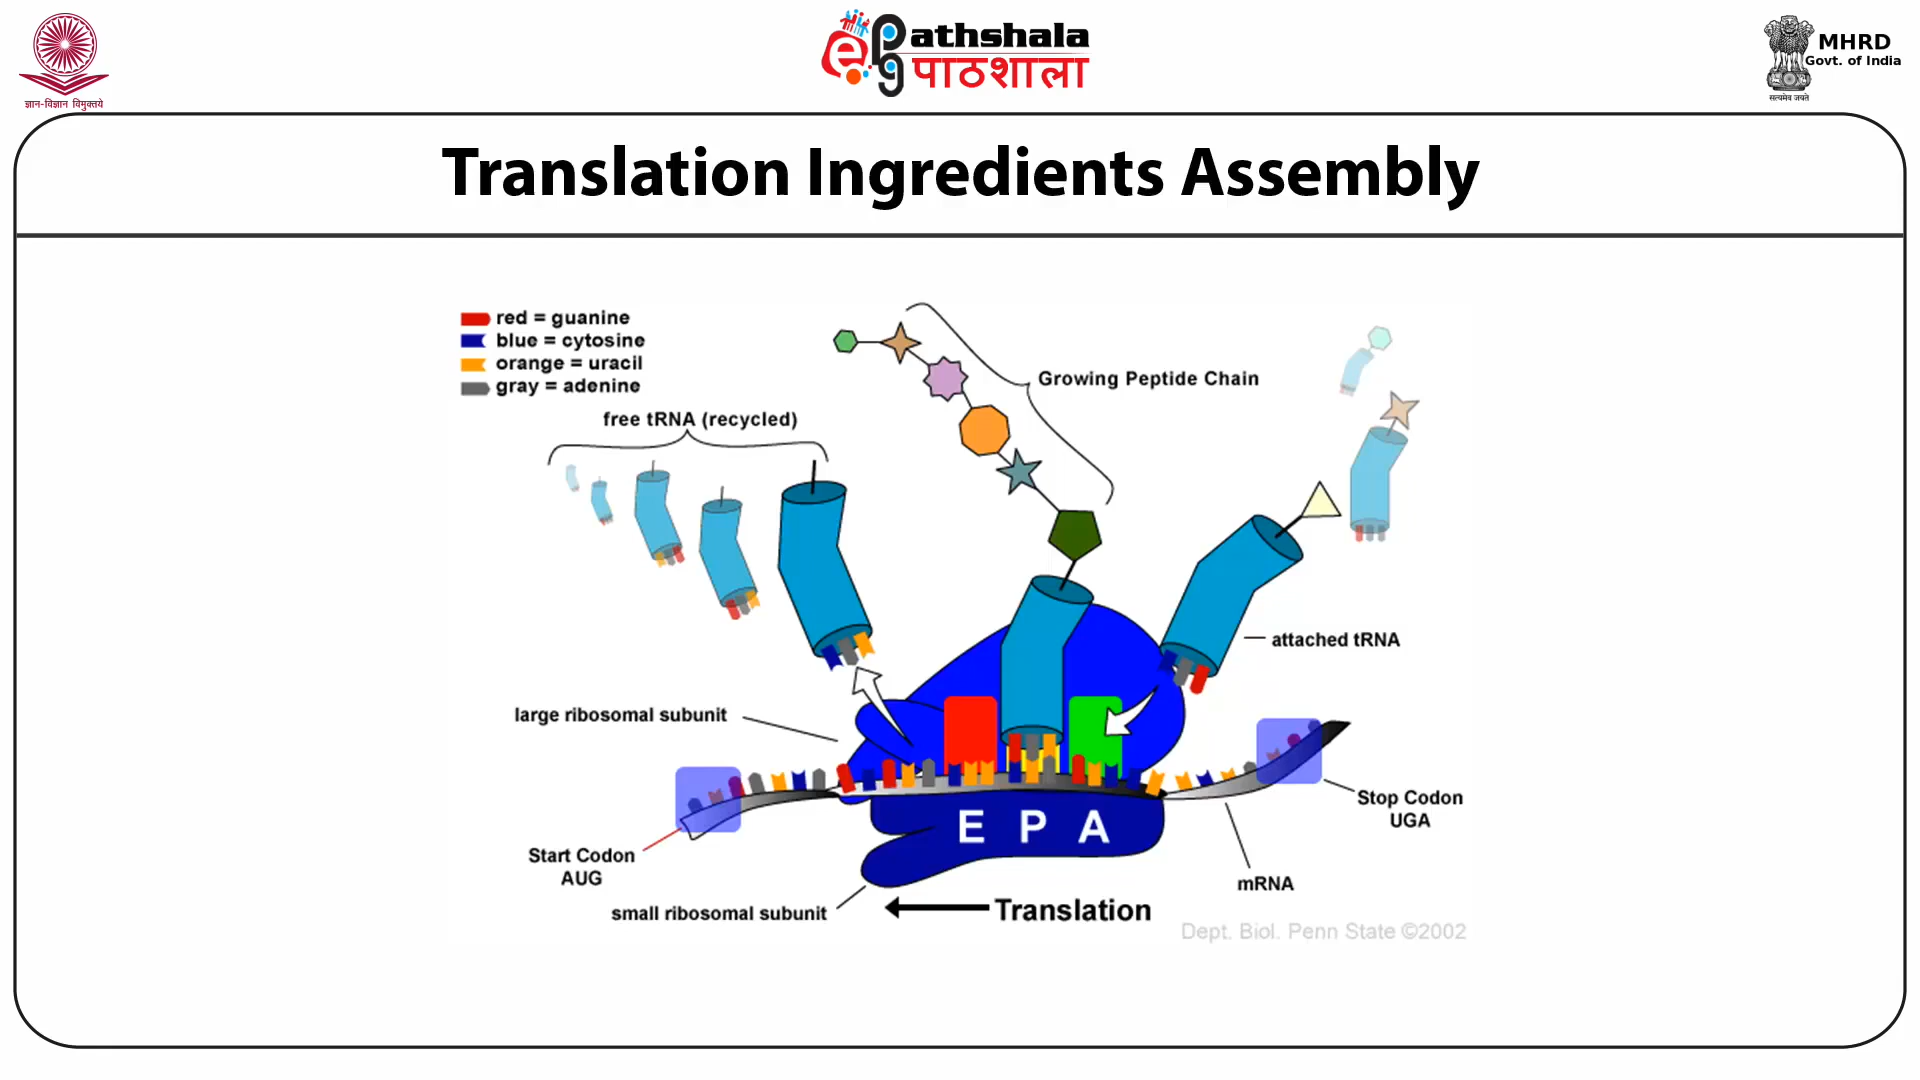 ज्ञान-विज्ञान विमुक्तये
ePathshala
पाठशाला
सत्यमेव जयते
MHRD
Govt. of India
Translation Ingredients Assembly
red = guanine
blue = cytosine
orange = uracil
gray = adenine
free tRNA (recycled)
Growing Peptide Chain
attached tRNA
large ribosomal subunit
E P A
Start Codon
AUG
Stop Codon
UGA
mRNA
small ribosomal subunit
Translation
Dept. Biol. Penn State ©2002